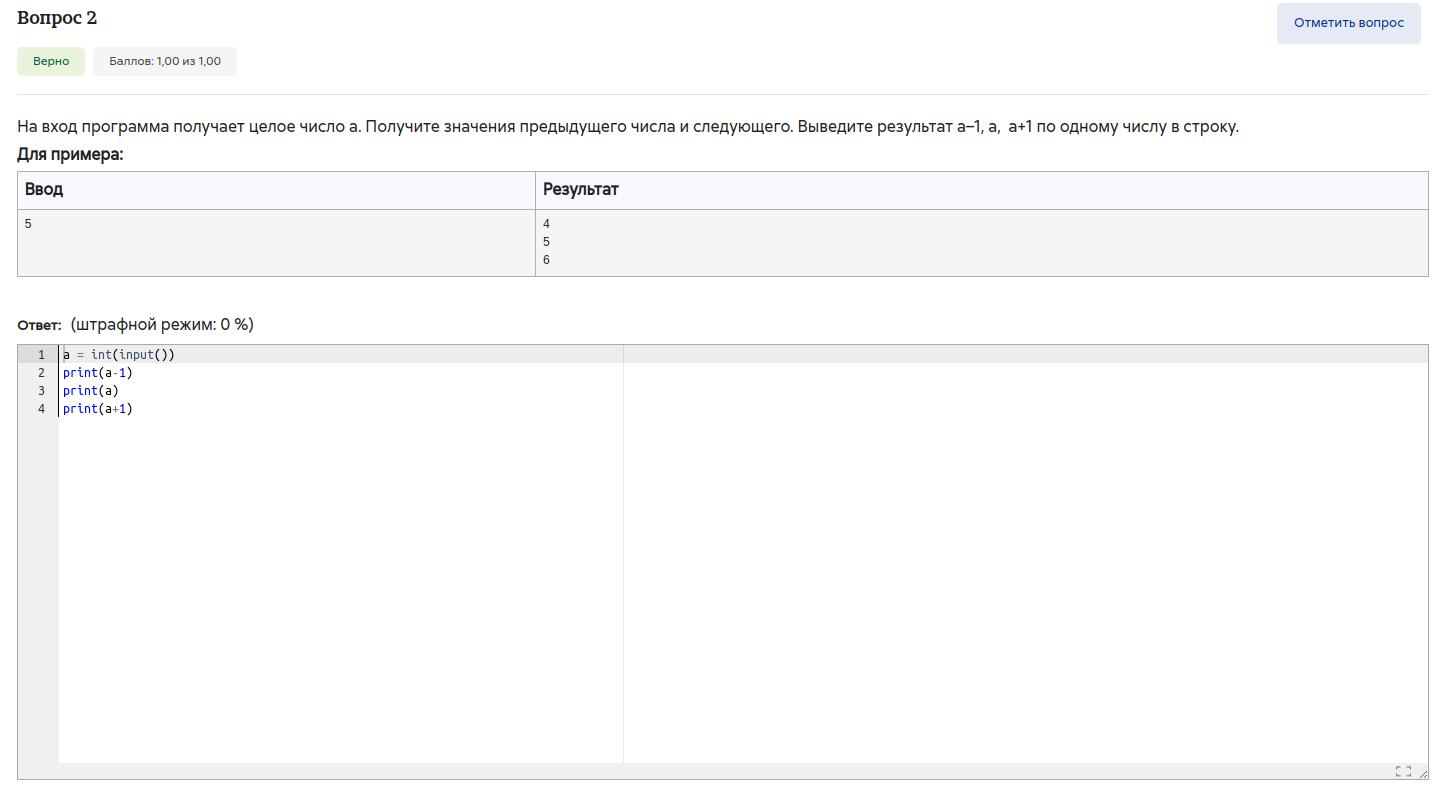 Вопрос 2
Отметить вопрос
Верно
Баллов: 1,00 из 1,00
На вход программа получает целое число a. Получите значения предыдущего числа и следующего. Выведите результат a–1, a,  a+1 по одному числу в строку.
Для примера:
Ввод Результат
5 4
5
6
Ответ: (штрафной режим: 0 %)
1 a = int(input())
2 print(a-1)
3 print(a)
4 print(a+1)